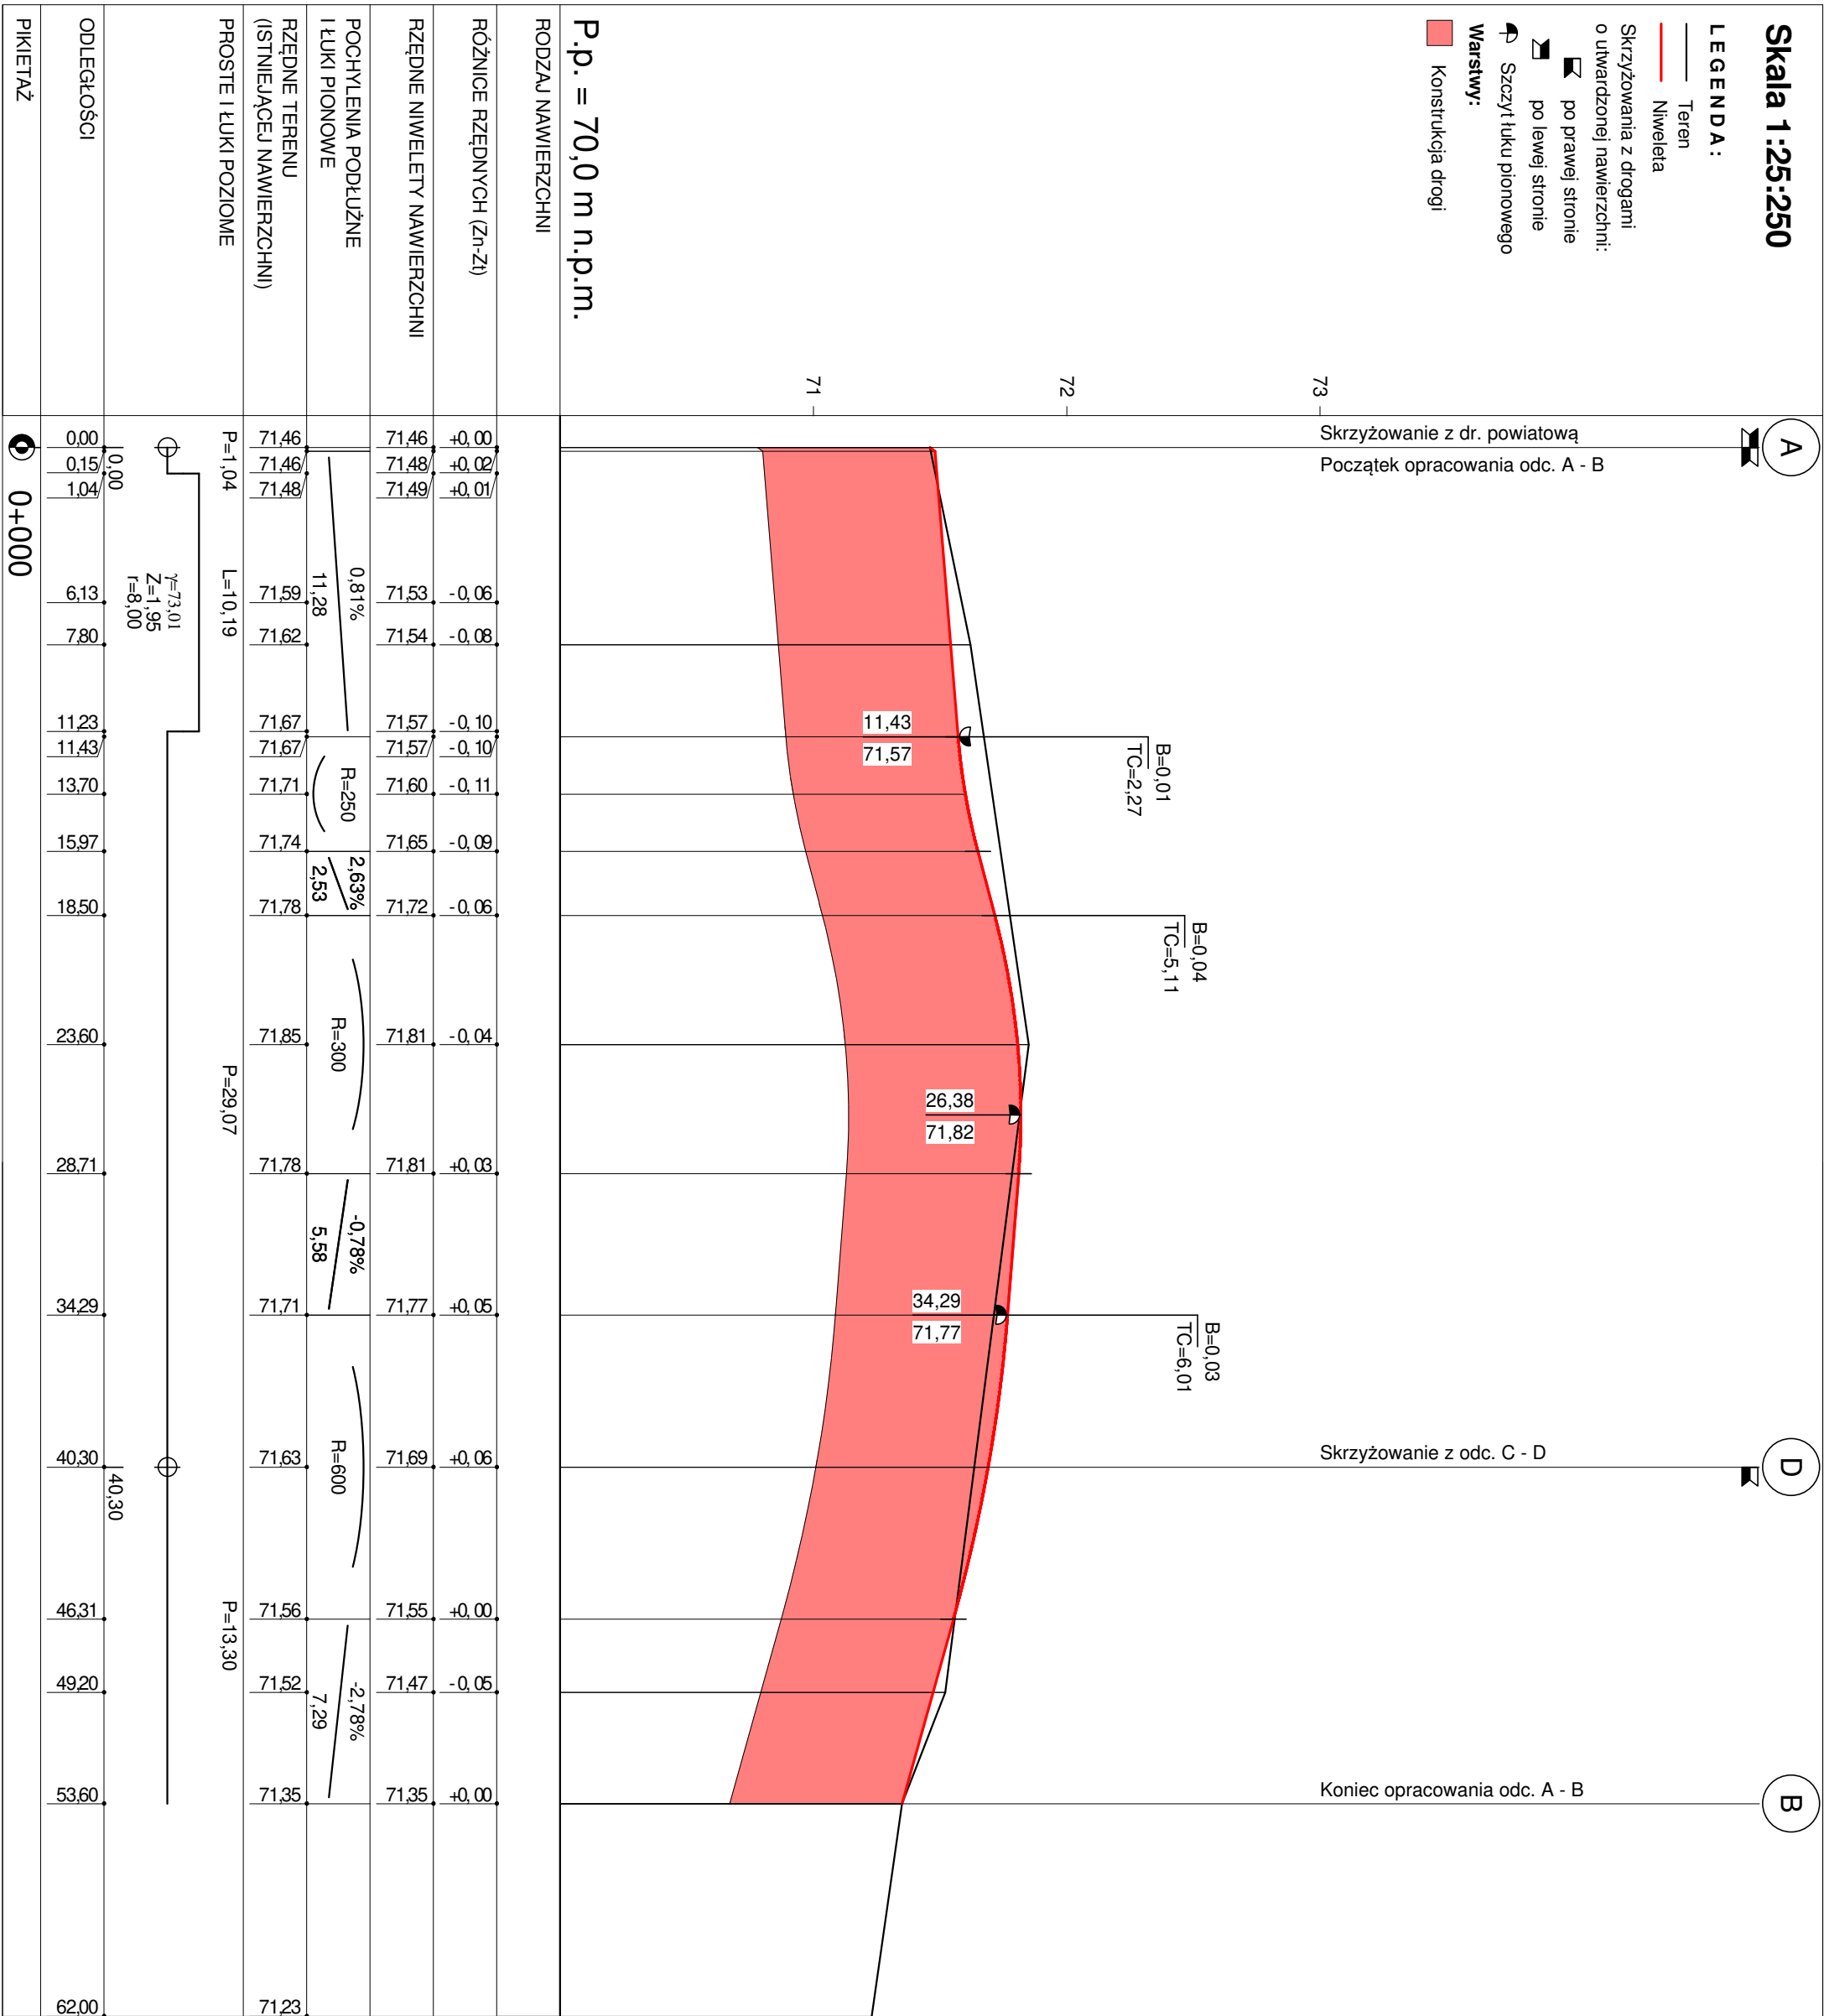 Skala 1:25:250
LEGENDA:
Teren
Niweleta
Skrzyżowania z drogami
o utwardzonej nawierzchni:
po prawej stronie
po lewej stronie
Szczyt łuku pionowego
Warstwy:
Konstrukcja drogi
A
D
B
Skrzyżowanie z dr. powiatową
Początek opracowania odc. A - B
Skrzyżowanie z odc. C - D
Koniec opracowania odc. A - B
73
72
71
B=0,01
TC=2,27
B=0,04
TC=5,11
B=0,03
TC=6,01
11,43
71,57
26,38
71,82
34,29
71,77
P.p. = 70,0 m n.p.m.
RODZAJ NAWIERZCHNI
RÓŻNICE RZĘDNYCH (Zn-Zt)
+0,00 +0,02 +0,01 -0,06 -0,08 -0,10 -0,10 -0,11 -0,09 -0,06 -0,04 +0,03 +0,05 +0,06 +0,00 -0,05 +0,00
RZĘDNE NIWELETY NAWIERZCHNI
71,46 71,48 71,49 71,53 71,54 71,57 71,57 71,60 71,65 71,72 71,81 71,81 71,77 71,69 71,55 71,47 71,35
POCHYLENIA PODŁUŻNE
I ŁUKI PIONOWE
0,81%
11,28
R=250
2,63%
2,53
R=300
-0,78%
5,58
R=600
-2,78%
7,29
RZĘDNE TERENU
(ISTNIEJĄCEJ NAWIERZCHNI)
71,46 71,46 71,48 71,59 71,62 71,67 71,67 71,71 71,74 71,78 71,85 71,78 71,71 71,63 71,56 71,52 71,35 71,23
PROSTE I ŁUKI POZIOME
P=1,04 L=10,19 P=29,07 P=13,30
γ=73,01
Z=1,95
r=8,00
0,00 40,30
ODLEGŁOŚCI
0,00 0,15 1,04 6,13 7,80 11,23 11,43 13,70 15,97 18,50 23,60 28,71 34,29 40,30 46,31 49,20 53,60 62,00
PIKIETAŻ
0+000